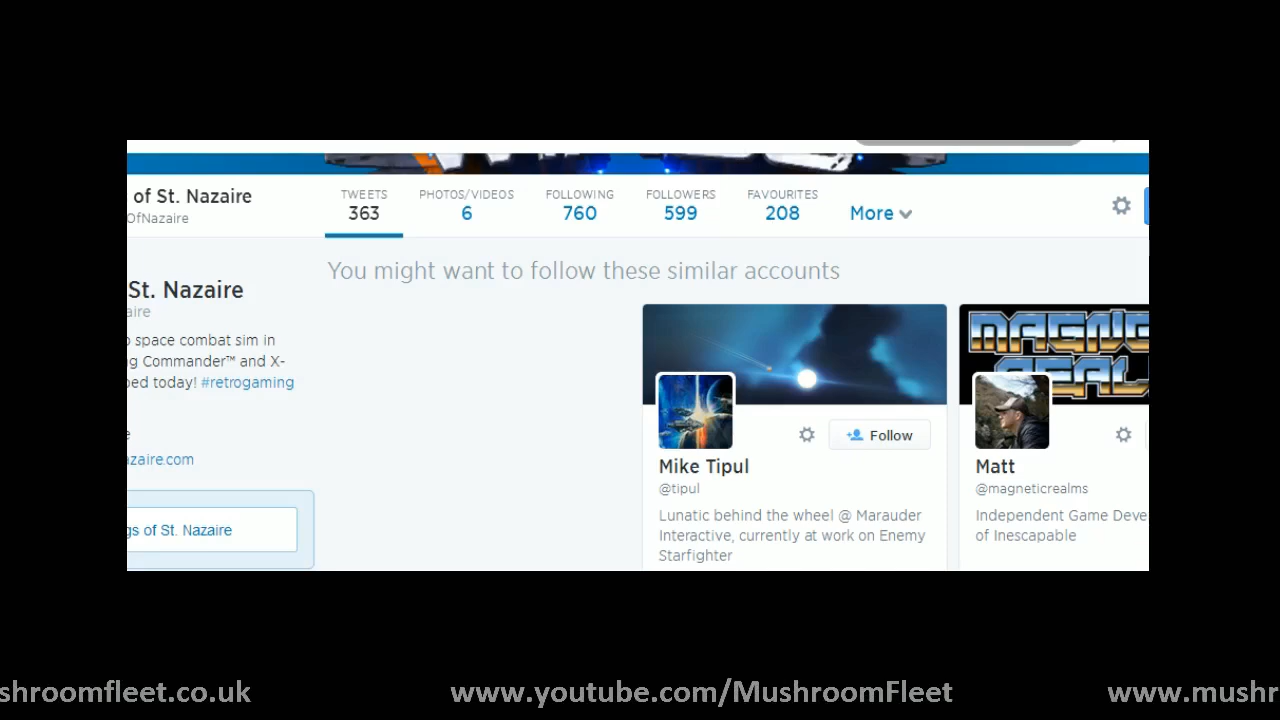 of St. Nazaire
OfNazaire
TWEETS
363
PHOTOS/VIDEOS
6
FOLLOWING
760
FOLLOWERS
599
FAVOURITES
208
More
You might want to follow these similar accounts
St. Nazaire
aire
o space combat sim in
ng Commander™ and X-
ped today! #retrogaming
e
azaire.com
gs of St. Nazaire
Follow
Mike Tipul
@tipul
Lunatic behind the wheel @ Marauder
Interactive, currently at work on Enemy
Starfighter
Matt
@magneticrealms
Independent Game Deve
of Inescapable
shroomfleet.co.uk
www.youtube.com/MushroomFleet
www.mushr